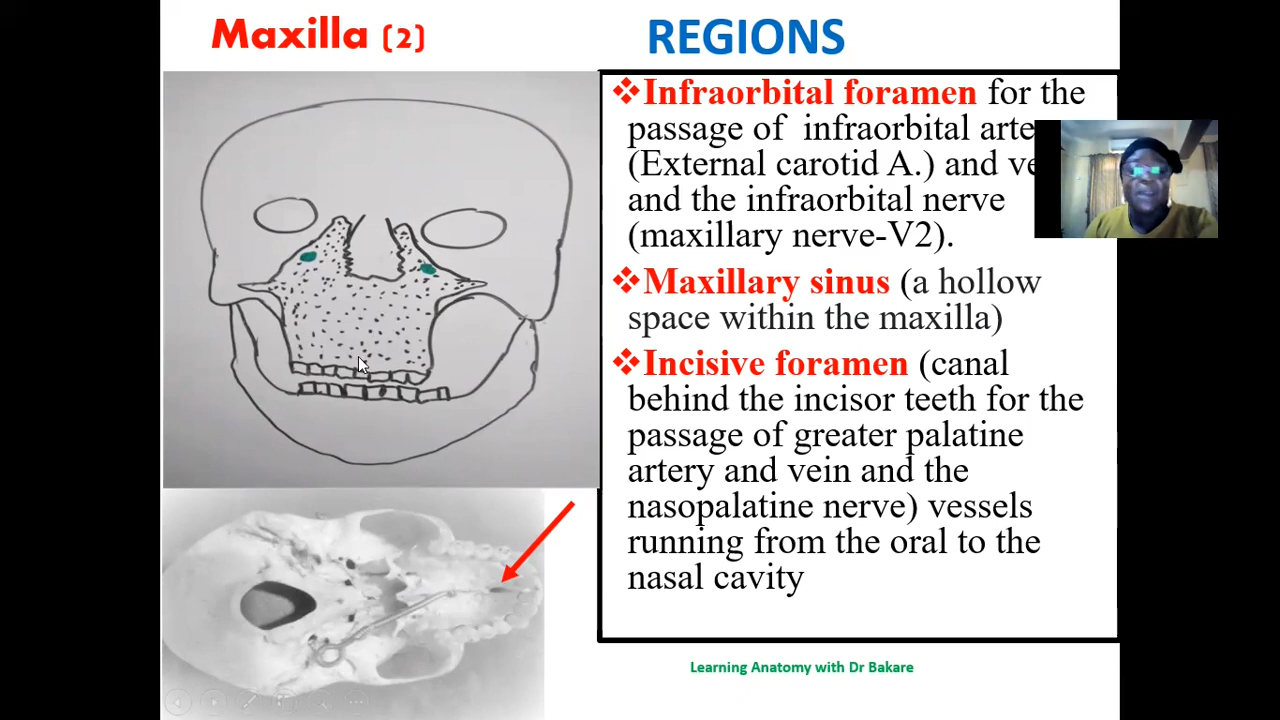 Maxilla (2)
REGIONS
❖Infraorbital foramen for the
passage of infraorbital arte
(External carotid A.) and ve
and the infraorbital nerve
(maxillary nerve-V2).
❖Maxillary sinus (a hollow
space within the maxilla)
❖Incisive foramen (canal
behind the incisor teeth for the
passage of greater palatine
artery and vein and the
nasopalatine nerve) vessels
running from the oral to the
nasal cavity
Learning Anatomy with Dr Bakare